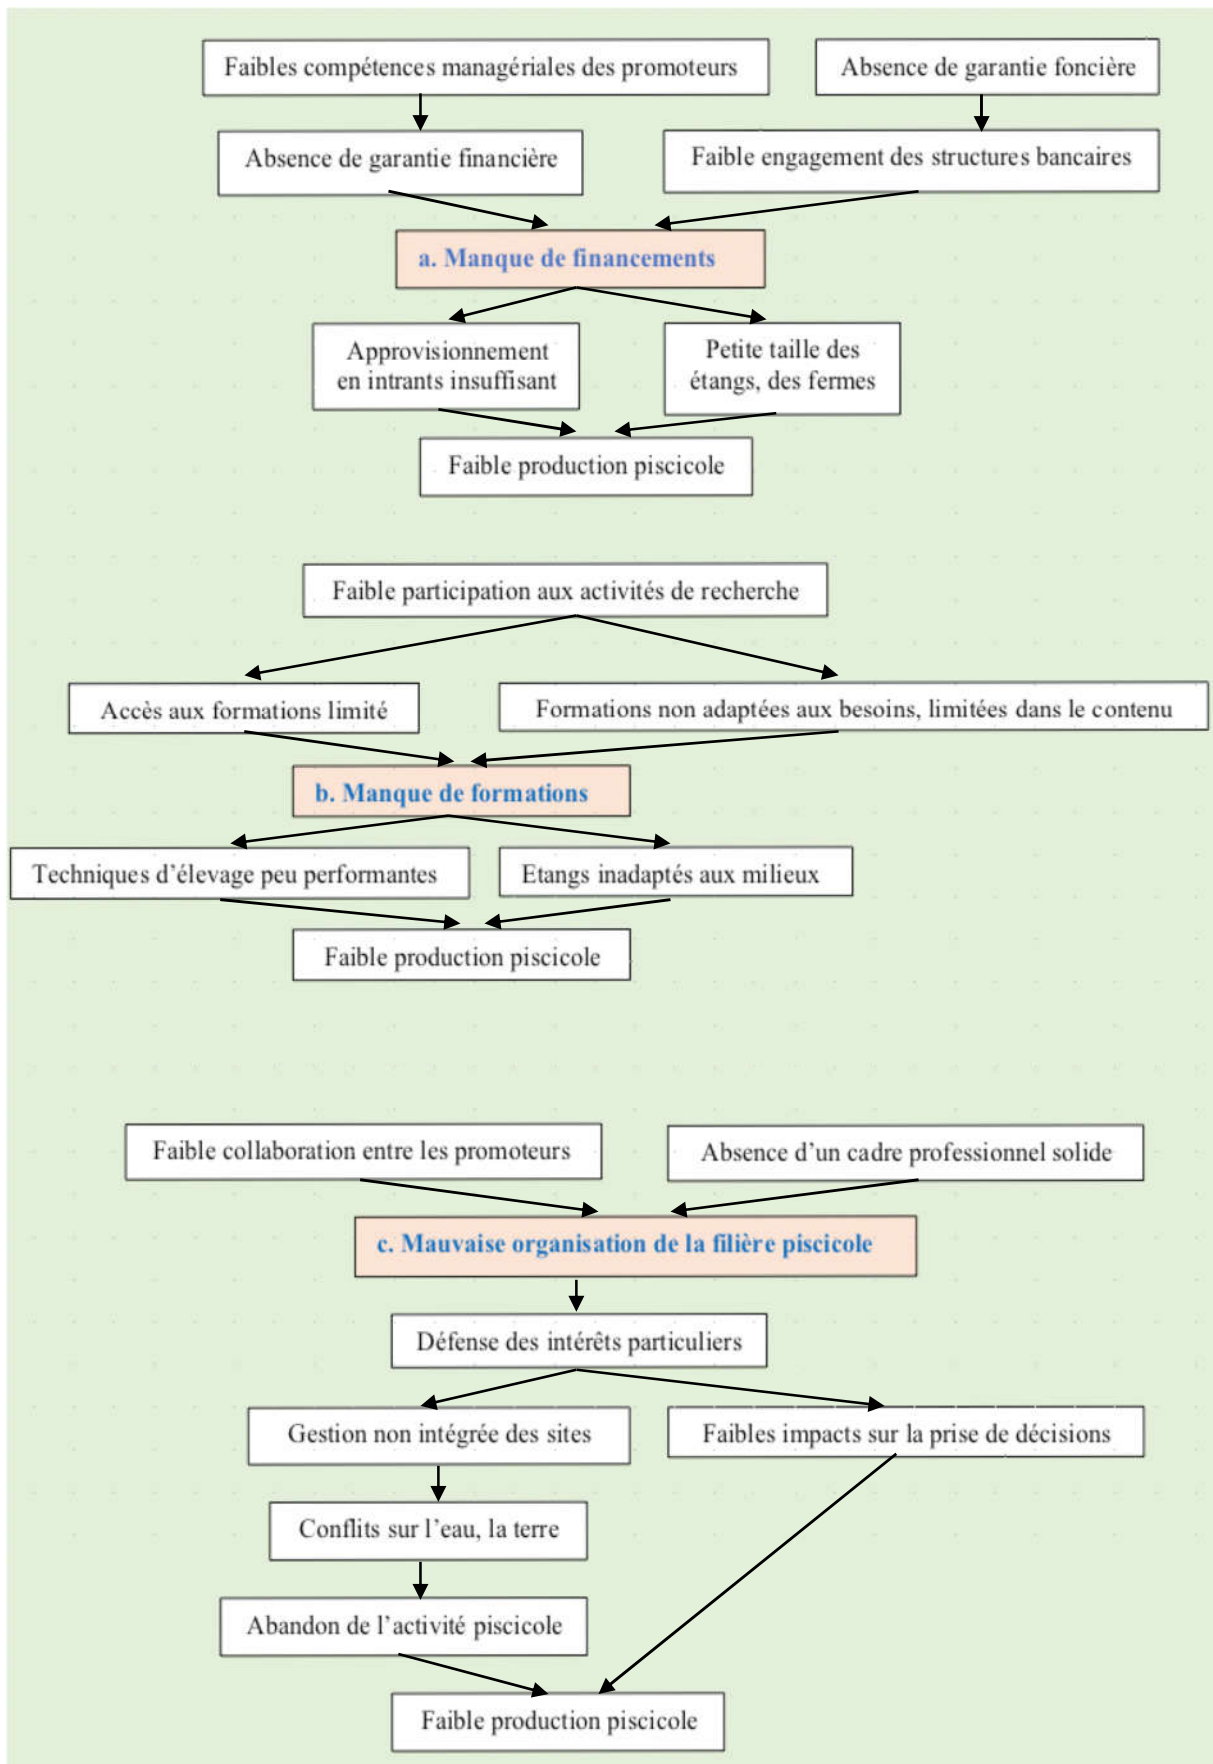 Faibles compétences managériales des promoteurs
Absence de garantie foncière
Absence de garantie financière
Faible engagement des structures bancaires
a. Manque de financements
Approvisionnement
en intrants insuffisant
Petite taille des
étangs, des fermes
Faible production piscicole
Faible participation aux activités de recherche
Accès aux formations limité
Formations non adaptées aux besoins, limitées dans le contenu
b. Manque de formations
Techniques d’élevage peu performantes
Etangs inadaptés aux milieux
Faible production piscicole
Faible collaboration entre les promoteurs
Absence d’un cadre professionnel solide
c. Mauvaise organisation de la filière piscicole
Défense des intérêts particuliers
Gestion non intégrée des sites
Faibles impacts sur la prise de décisions
Conflits sur l’eau, la terre
Abandon de l’activité piscicole
Faible production piscicole